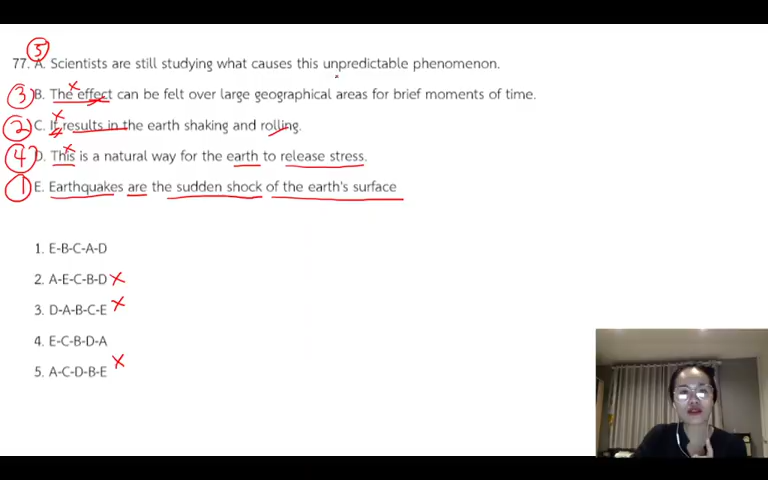 5
77. A. Scientists are still studying what causes this unpredictable phenomenon.
3 B. The effect can be felt over large geographical areas for brief moments of time.
2 C. It results in the earth shaking and rolling.
4 D. This is a natural way for the earth to release stress.
1 E. Earthquakes are the sudden shock of the earth's surface
1. E-B-C-A-D
2. A-E-C-B-D
3. D-A-B-C-E
4. E-C-B-D-A
5. A-C-D-B-E